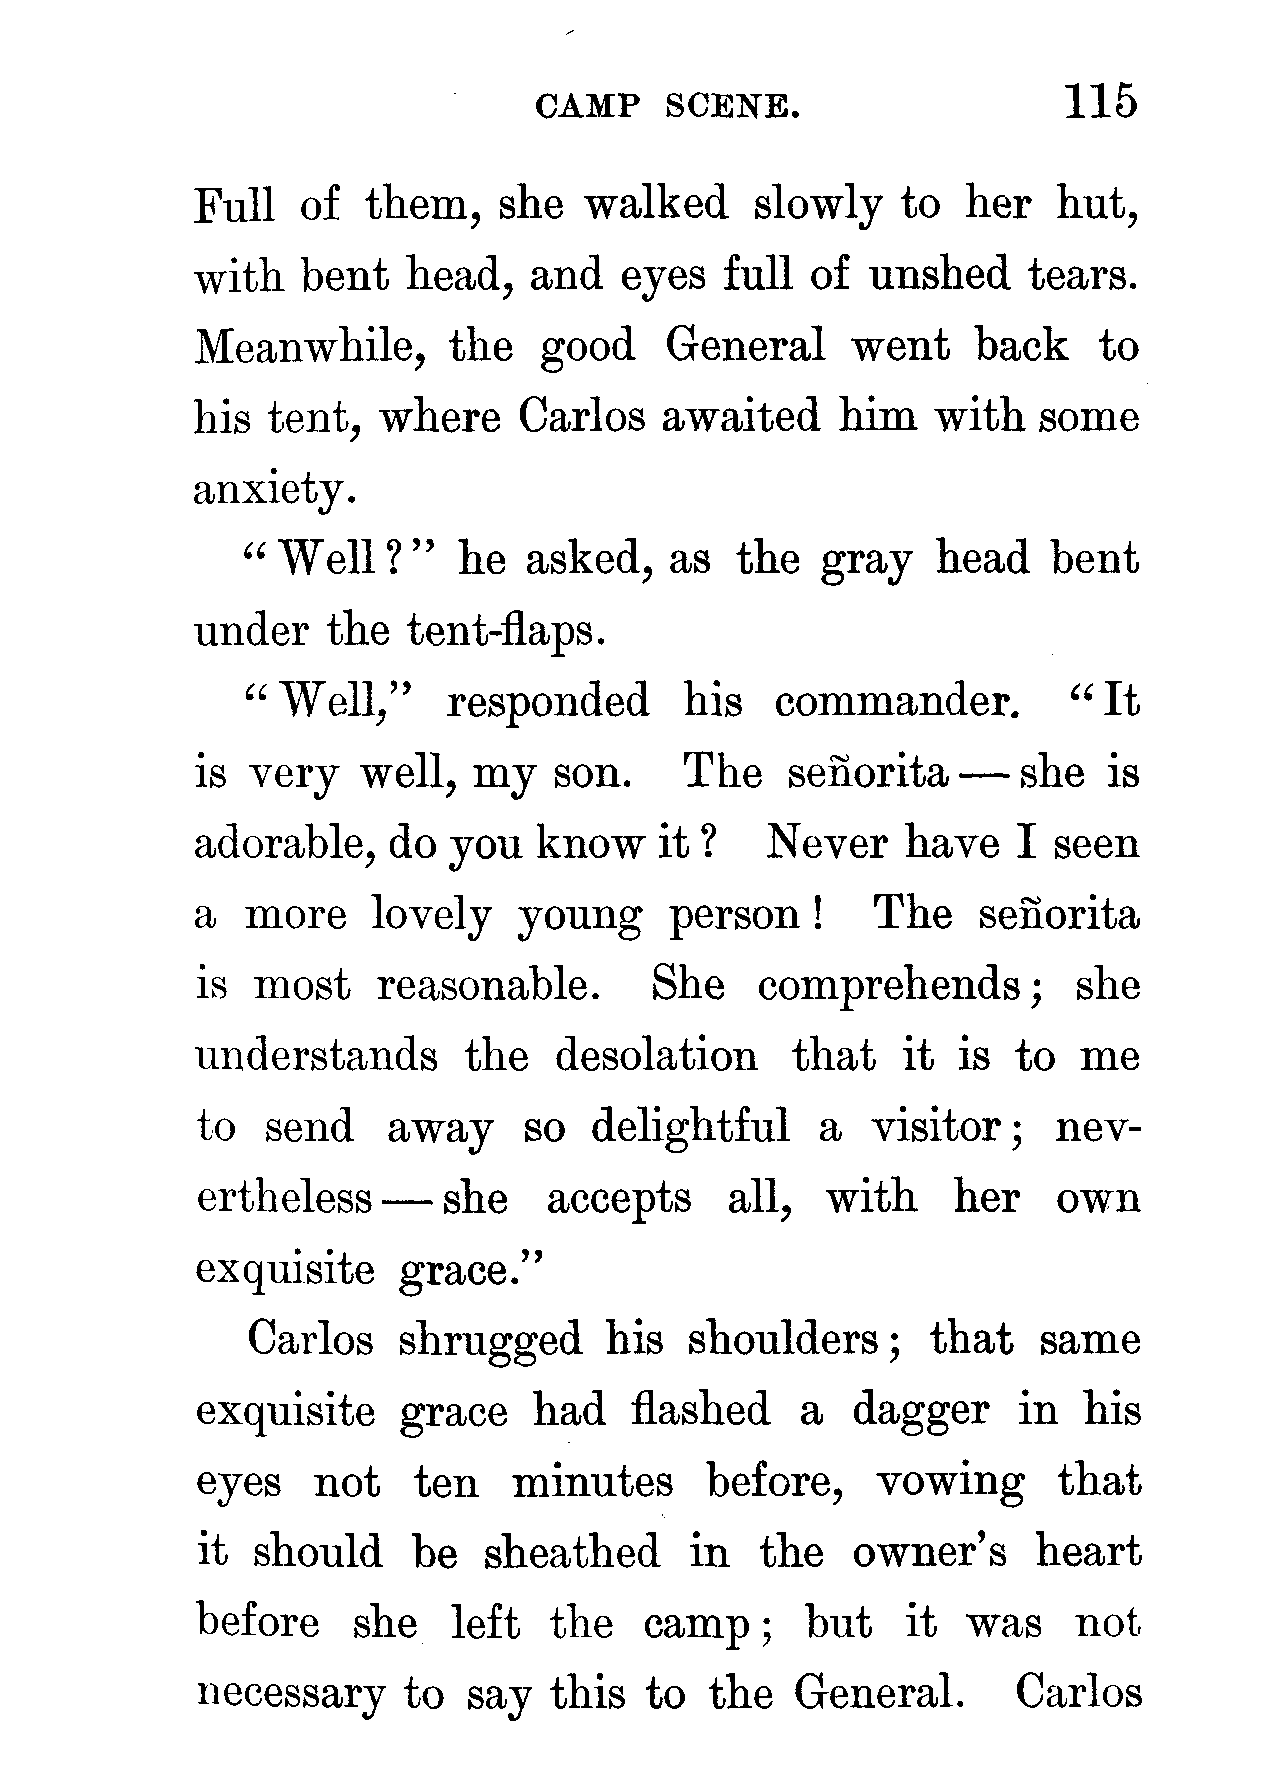 CAMP SCENE. 115
Full of them, she walked slowly to her hut,
with bent head, and eyes full of unshed tears.
Meanwhile, the good General went back to
his tent, where Carlos awaited him with some
anxiety.
“Well?” he asked, as the gray head bent
under the tent-flaps.
“Well,” responded his commander. “It
is very well, my son. The señorita — she is
adorable, do you know it? Never have I seen
a more lovely young person! The señorita
is most reasonable. She comprehends; she
understands the desolation that it is to me
to send away so delightful a visitor; nev-
ertheless — she accepts all, with her own
exquisite grace.”
Carlos shrugged his shoulders; that same
exquisite grace had flashed a dagger in his
eyes not ten minutes before, vowing that
it should be sheathed in the owner’s heart
before she left the camp; but it was not
necessary to say this to the General. Carlos